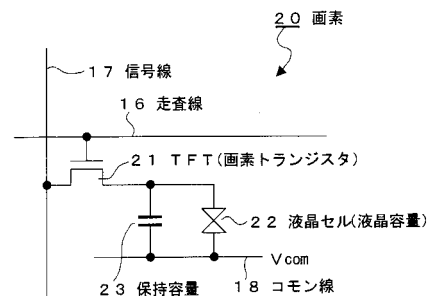 ２０ 画素
１７ 信号線
１６ 走査線
２１ ＴＦＴ(画素トランジスタ)
２２ 液晶セル(液晶容量)
Ｖcom
２３ 保持容量
１８ コモン線